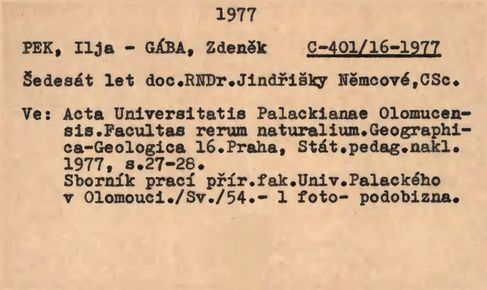 1977
PEK, Ilja - GÁBA, Zdeněk C-401/16-1977
Šedesát let doc.RNDr.Jindřišky Němcové,CSc.
Ve: Acta Universitatis Palackianae Olomucen-
sis.Facultas rerum naturalium.Geographi-
ca-Geologica 16.Praha, Stát.pedag.nakl.
1977, s.27-28.
Sborník prací přír.fak.Univ.Palackého
v Olomouci./Sv./54.- 1 foto- podobizna.